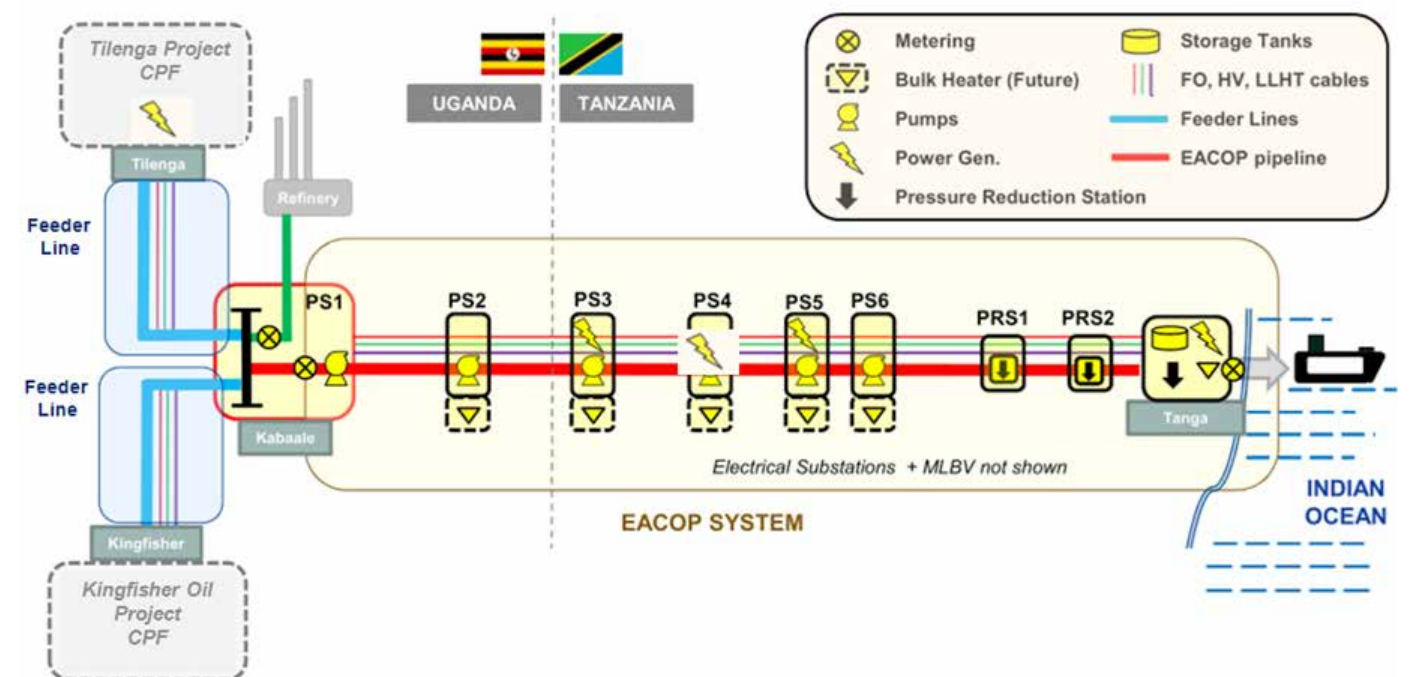 Tilenga Project
CPF
Tilenga
Feeder
Line
Refinery
UGANDA
TANZANIA
Metering
Bulk Heater (Future)
Pumps
Power Gen.
Pressure Reduction Station
Storage Tanks
FO, HV, LLHT cables
Feeder Lines
EACOP pipeline
PS1
PS2
PS3
PS4
PS5
PS6
PRS1
PRS2
Feeder
Line
Kabaale
Tanga
Electrical Substations + MLBV not shown
EACOP SYSTEM
INDIAN
OCEAN
Kingfisher
Kingfisher Oil
Project
CPF